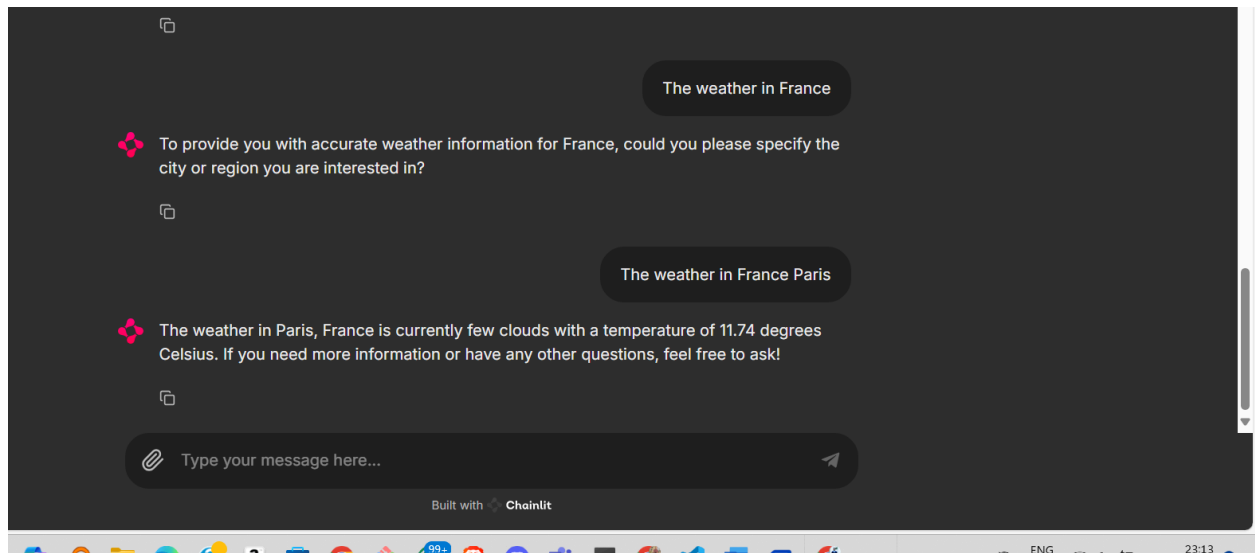 The weather in France
To provide you with accurate weather information for France, could you please specify the
city or region you are interested in?
The weather in France Paris
The weather in Paris, France is currently few clouds with a temperature of 11.74 degrees
Celsius. If you need more information or have any other questions, feel free to ask!
Type your message here...
Built with Chainlit
99+
ENG
23:13